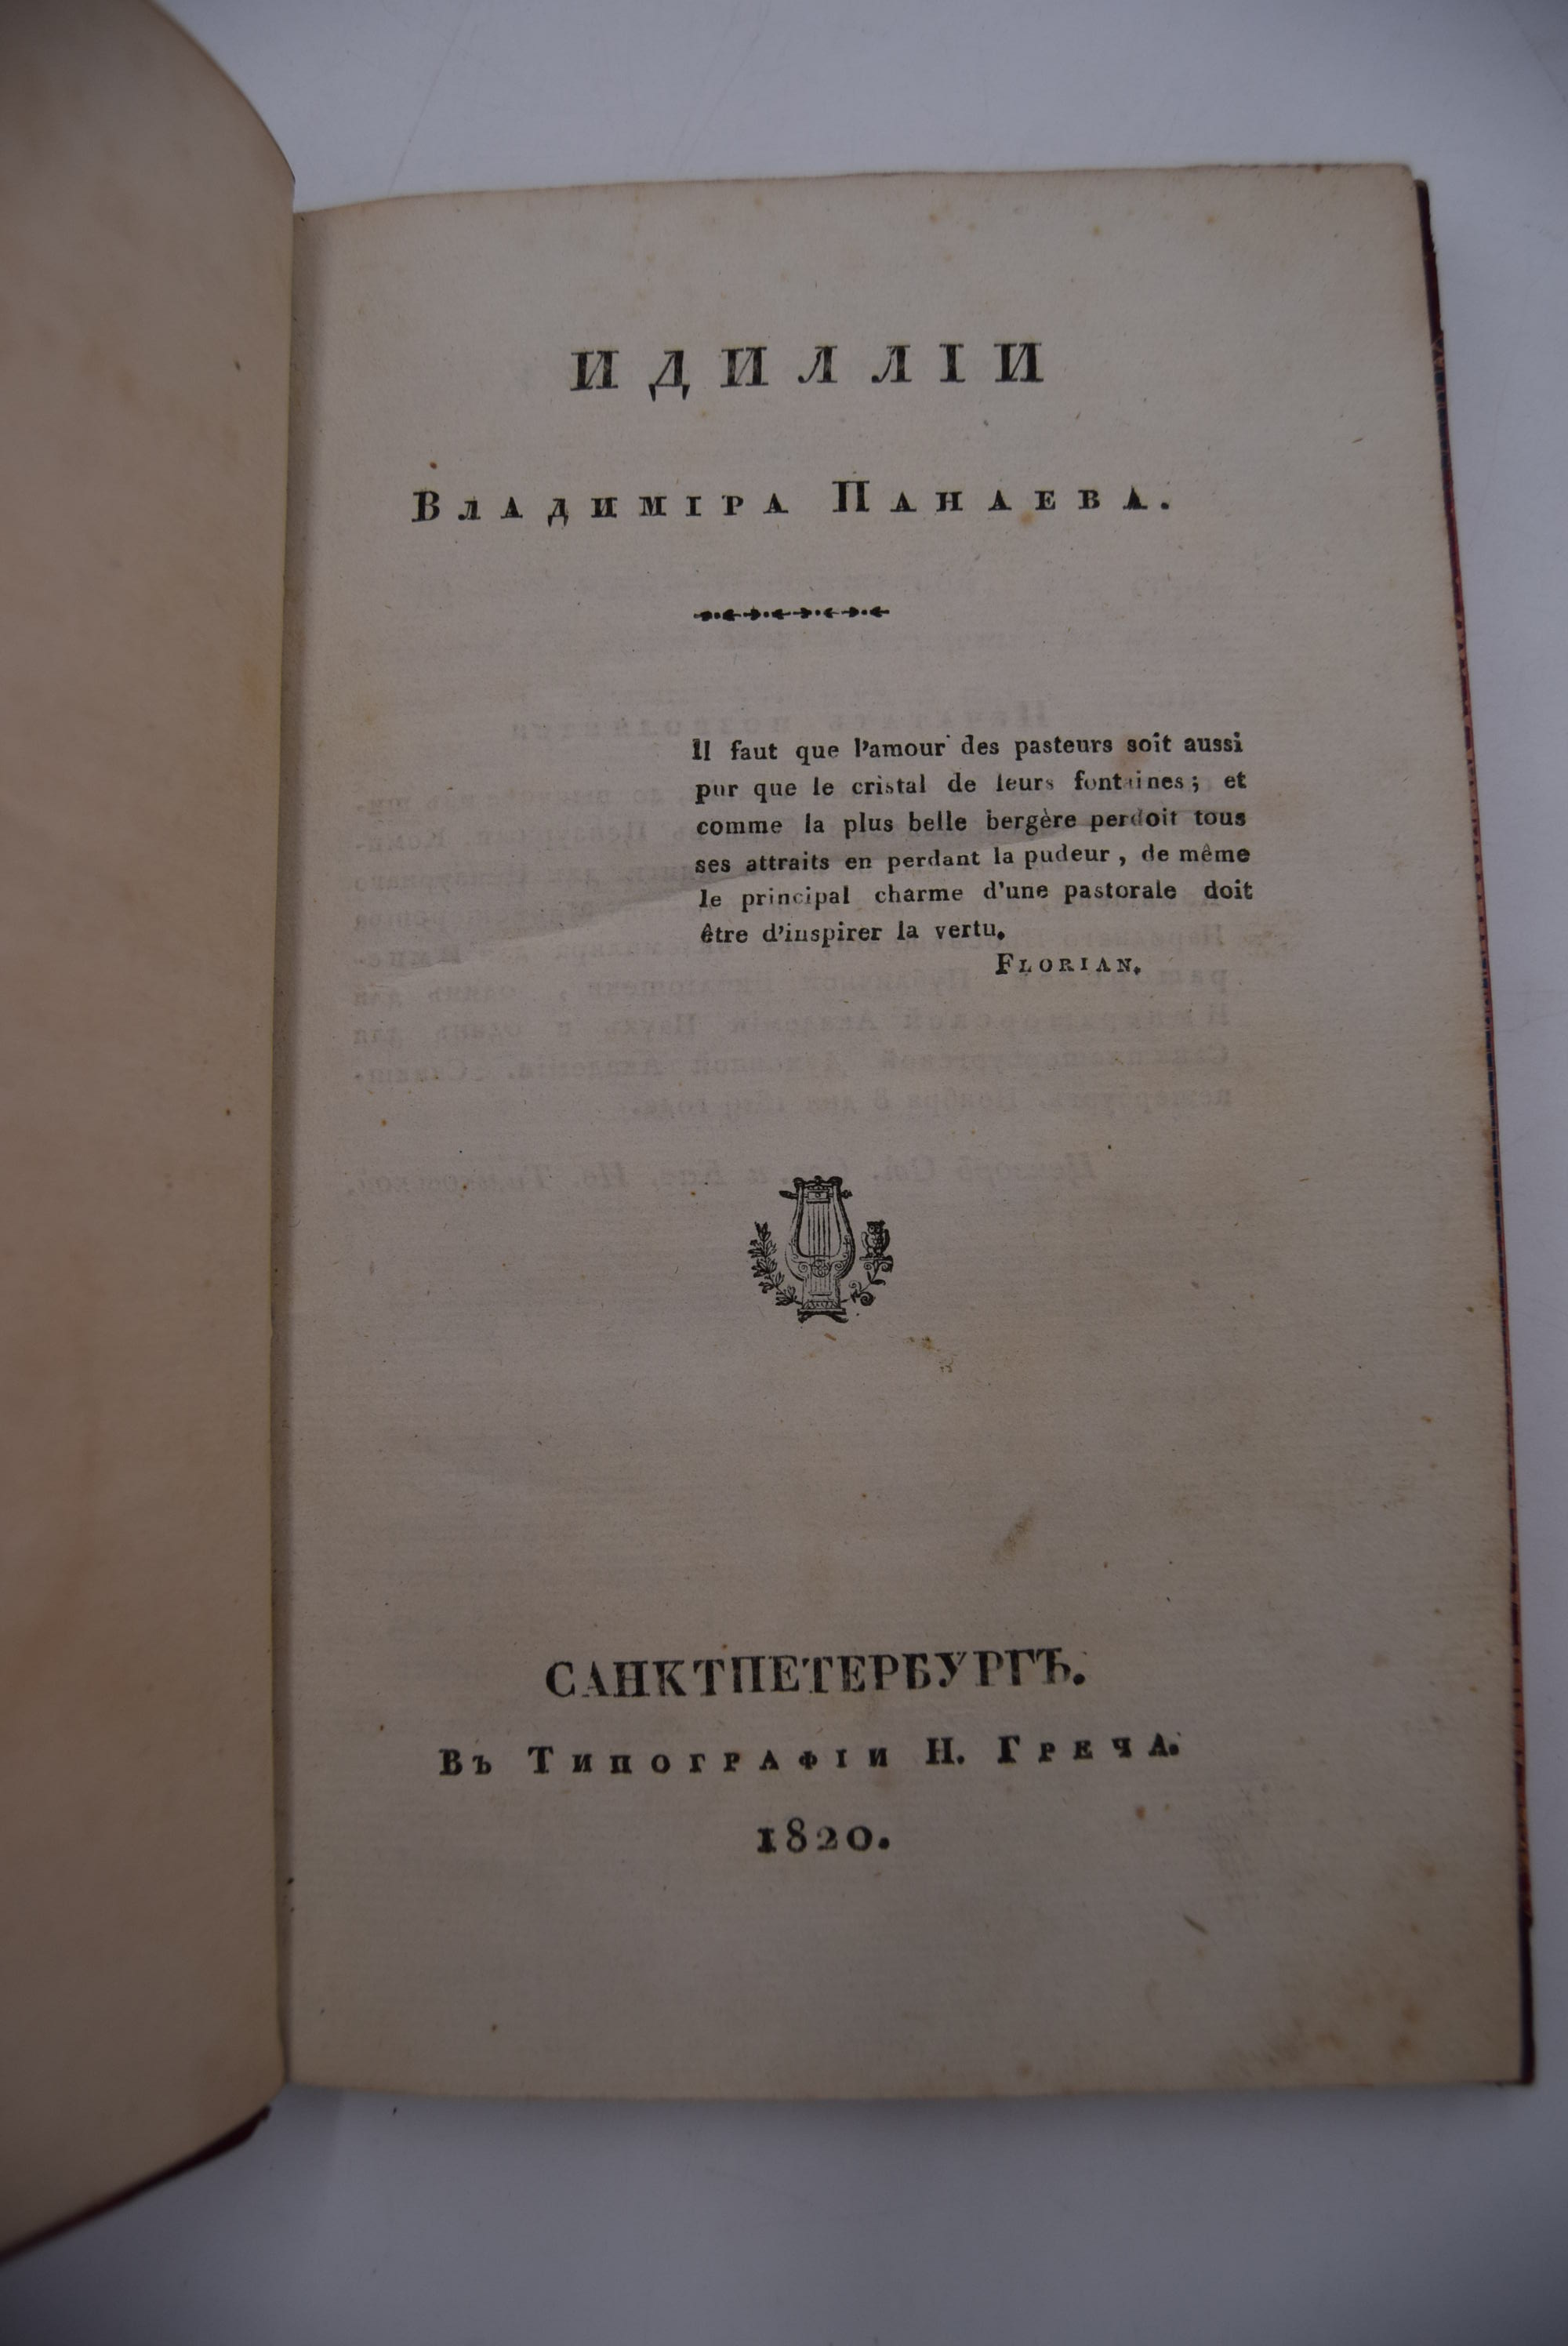 ИДИЛЛІИ
Владиміра Панаева.
Il faut que l'amour des pasteurs soit aussi
pur que le cristal de leurs fontaines; et
comme la plus belle bergère perdoit tous
ses attraits en perdant la pudeur, de même
le principal charme d'une pastorale doit
être d'inspirer la vertu.
Florian.
САНКТПЕТЕРБУРГЪ.
Въ Типографіи Н. Греча.
1820.